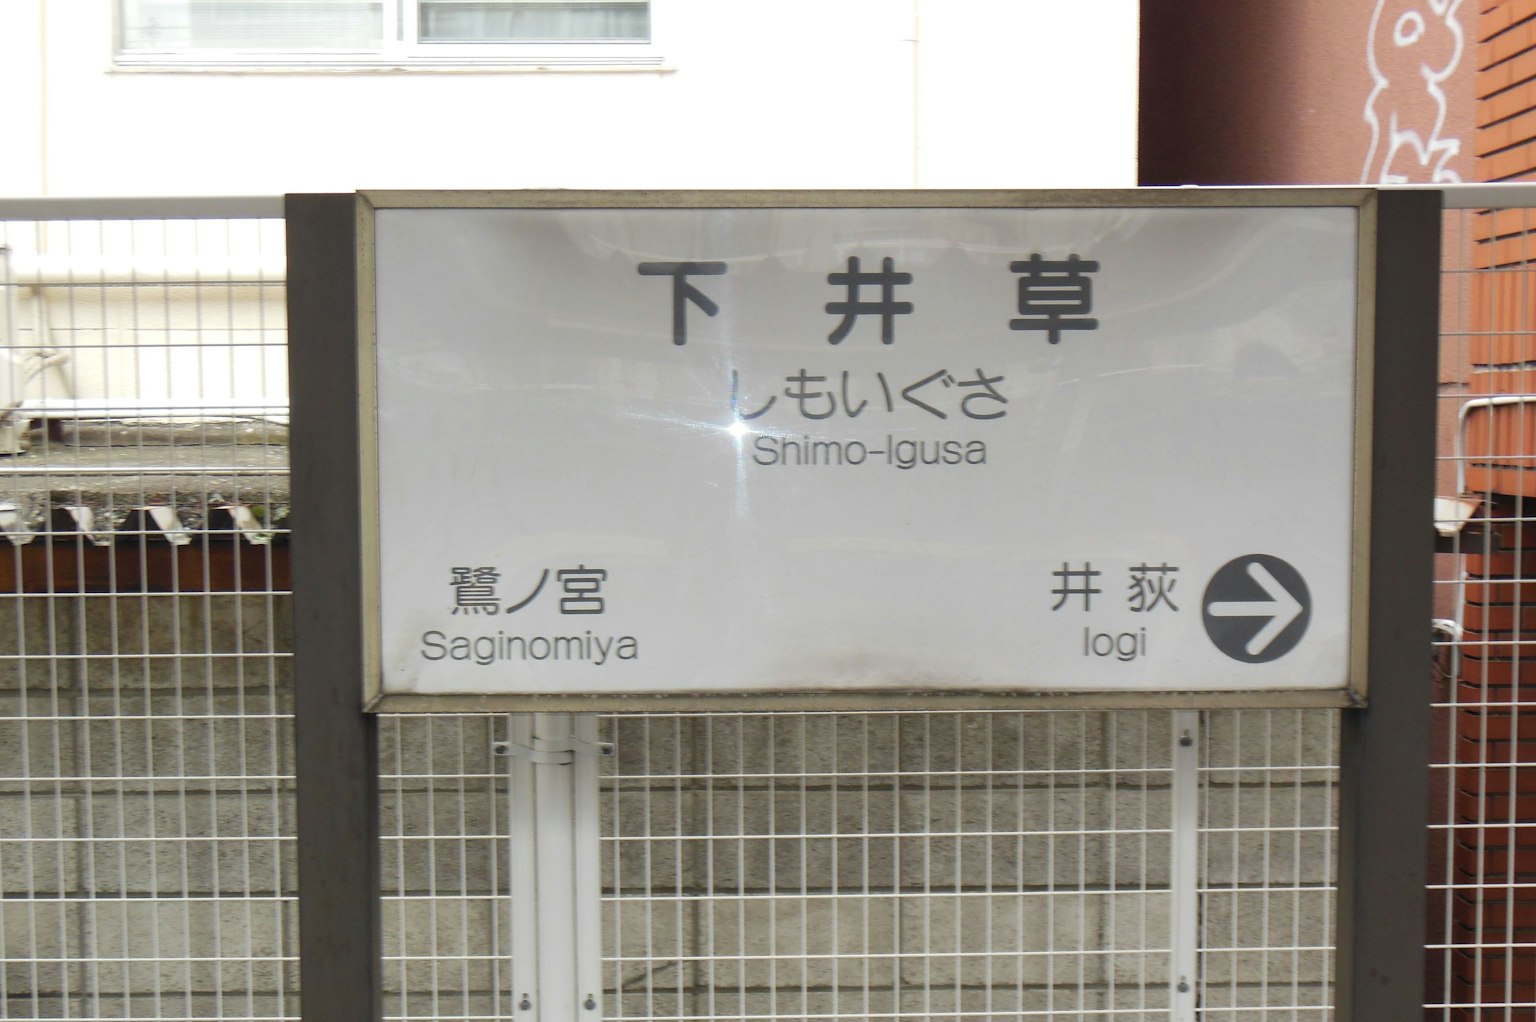 下井草
しもいぐさ
Shimo-Igusa
鷺ノ宮
Saginomiya
井荻
Iogi